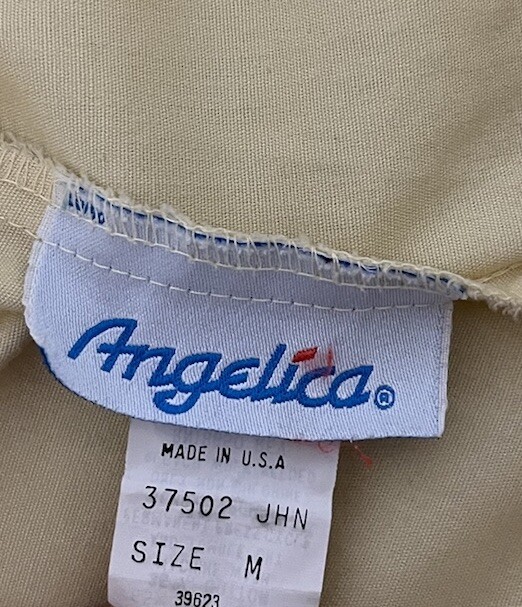 Angelica®
MADE IN U.S.A
37502 JHN
SIZE M
39623